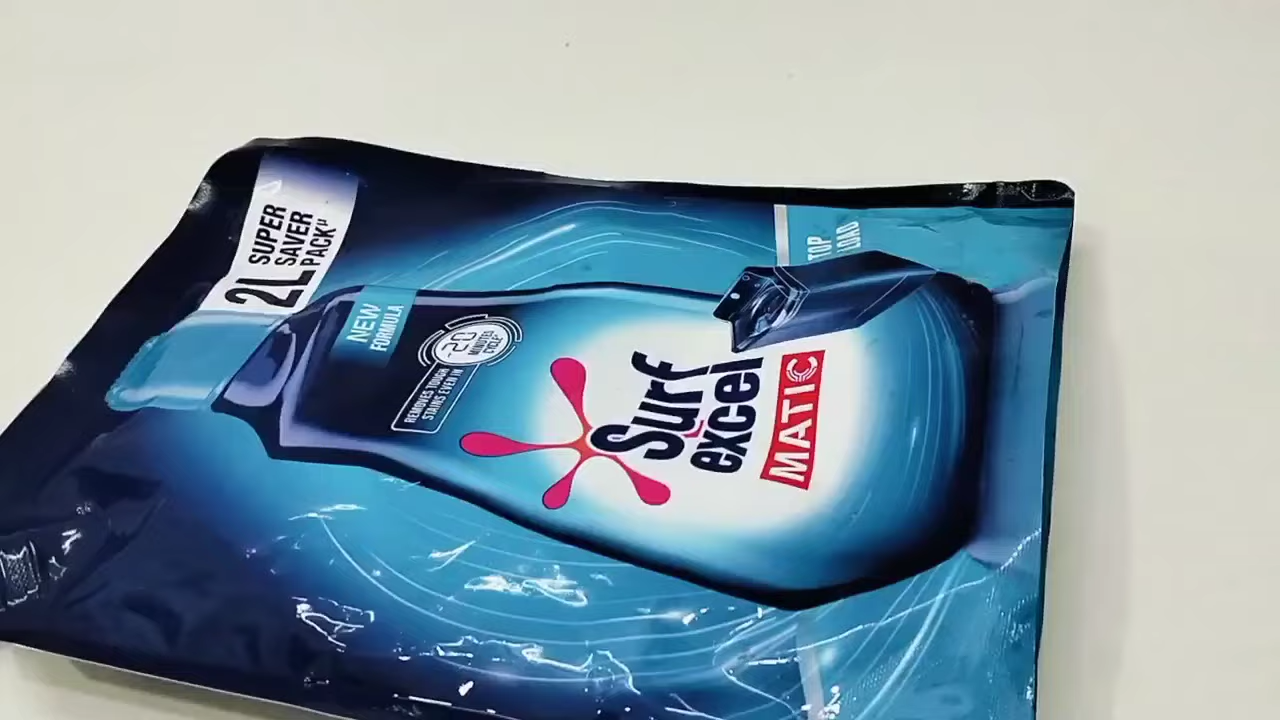 2L
SUPER
SAVER
PACK#
NEW
FORMULA
REMOVES TOUGH
STAINS EVEN IN
20
MINUTES
CYCLE
Surf
excel
MATIC
TOP
LOAD